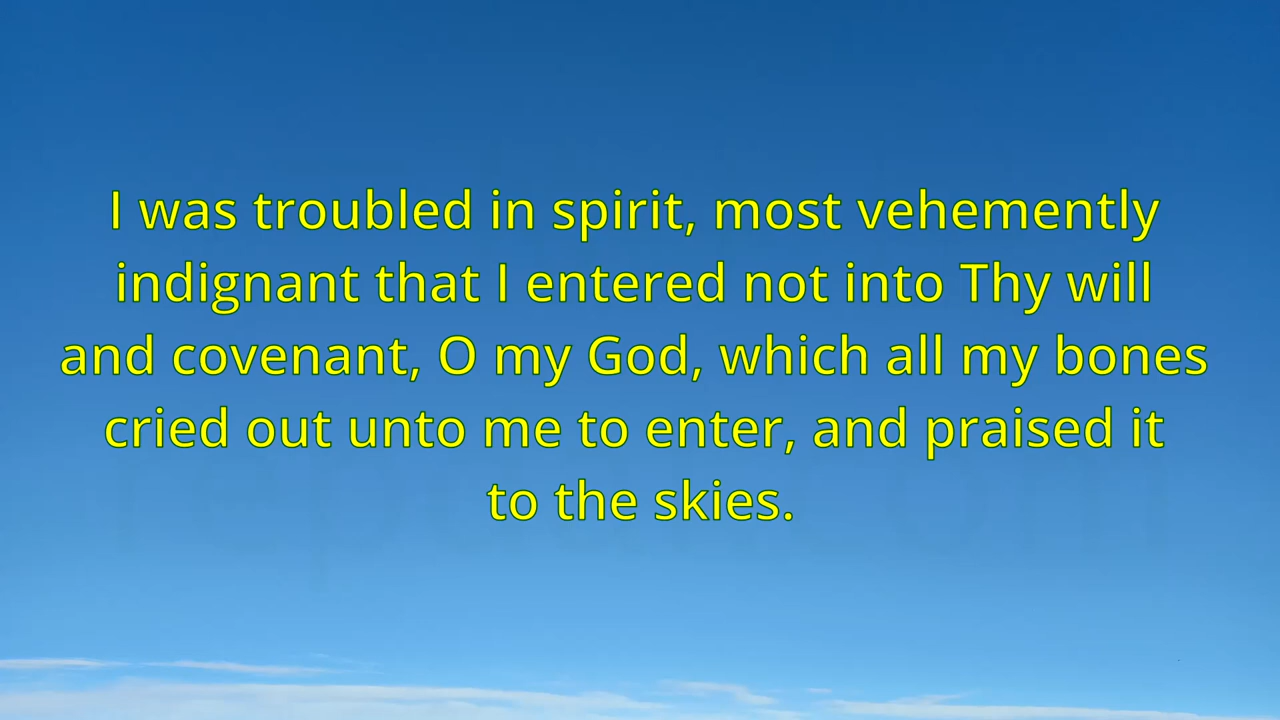 I was troubled in spirit, most vehemently
indignant that I entered not into Thy will
and covenant, O my God, which all my bones
cried out unto me to enter, and praised it
to the skies.